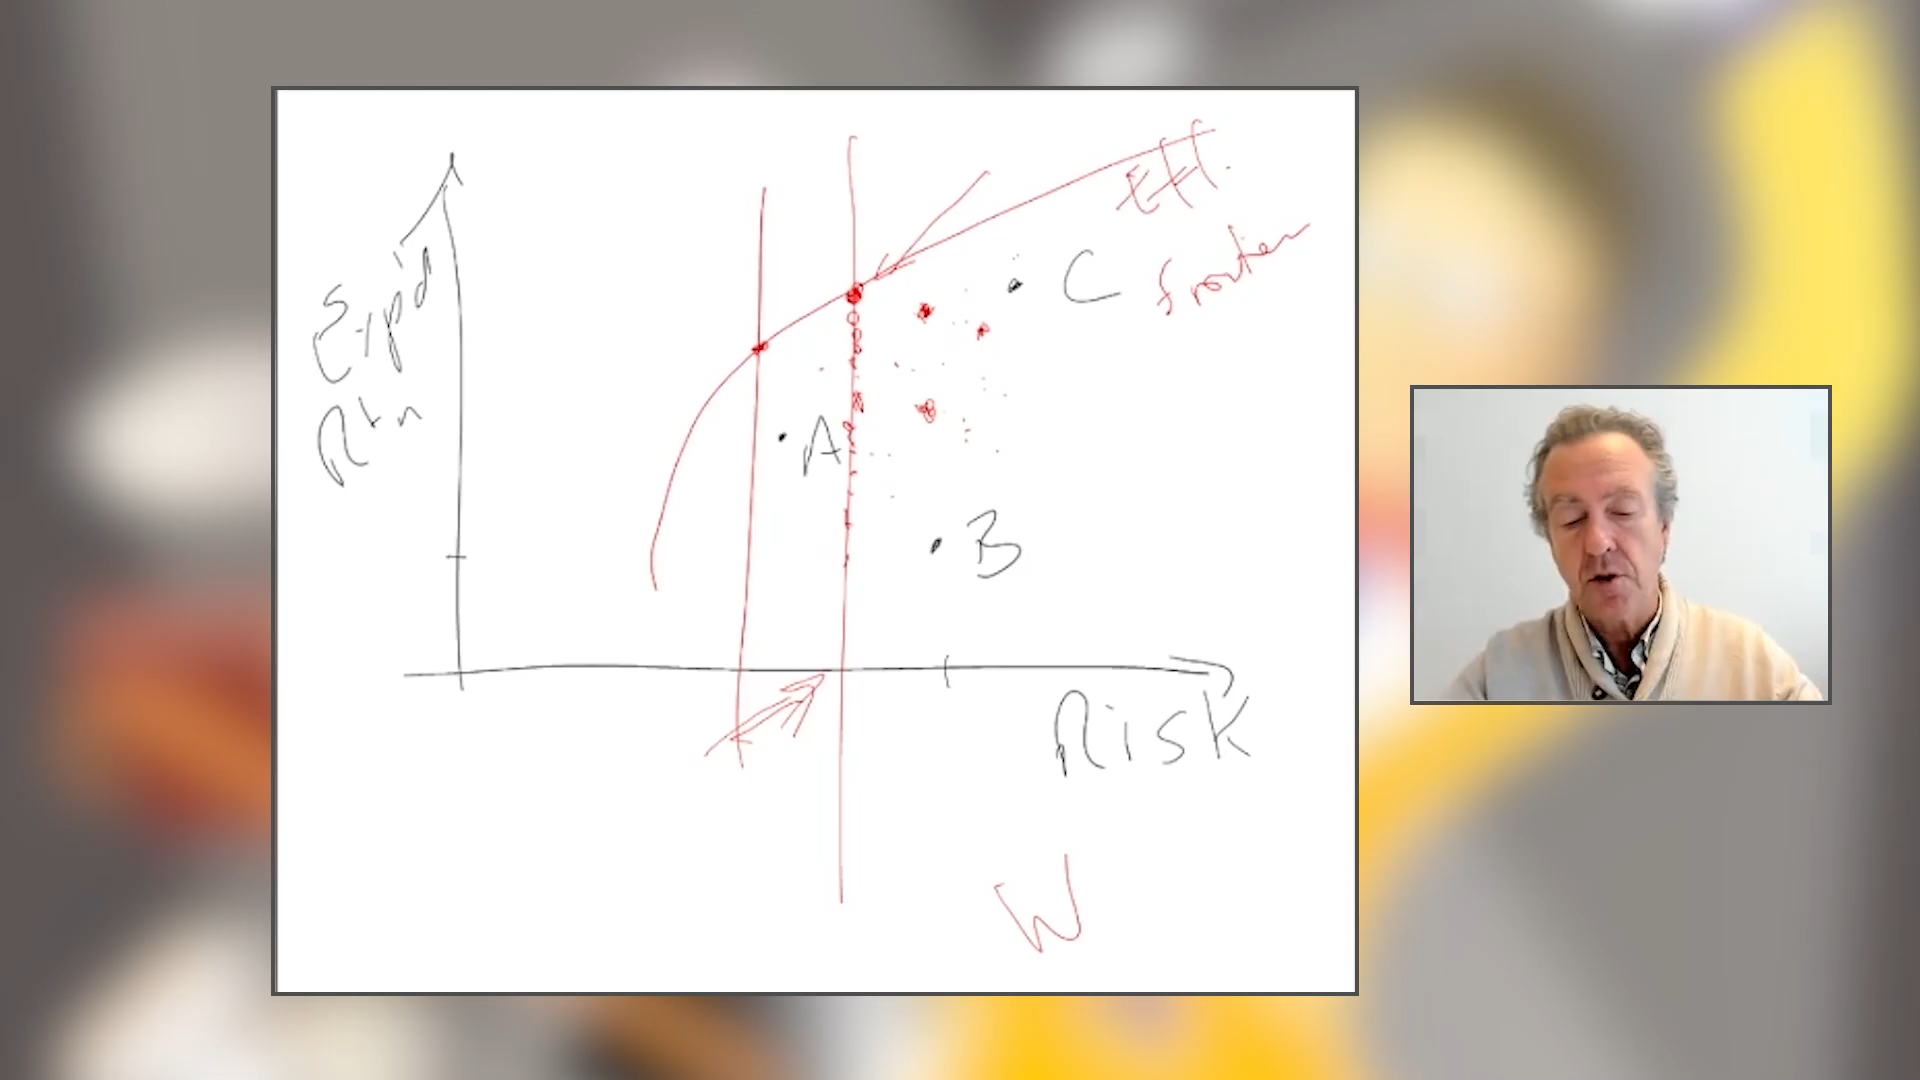 Exp'd
Rtn
Eff.
frontier
C
A
B
Risk
W